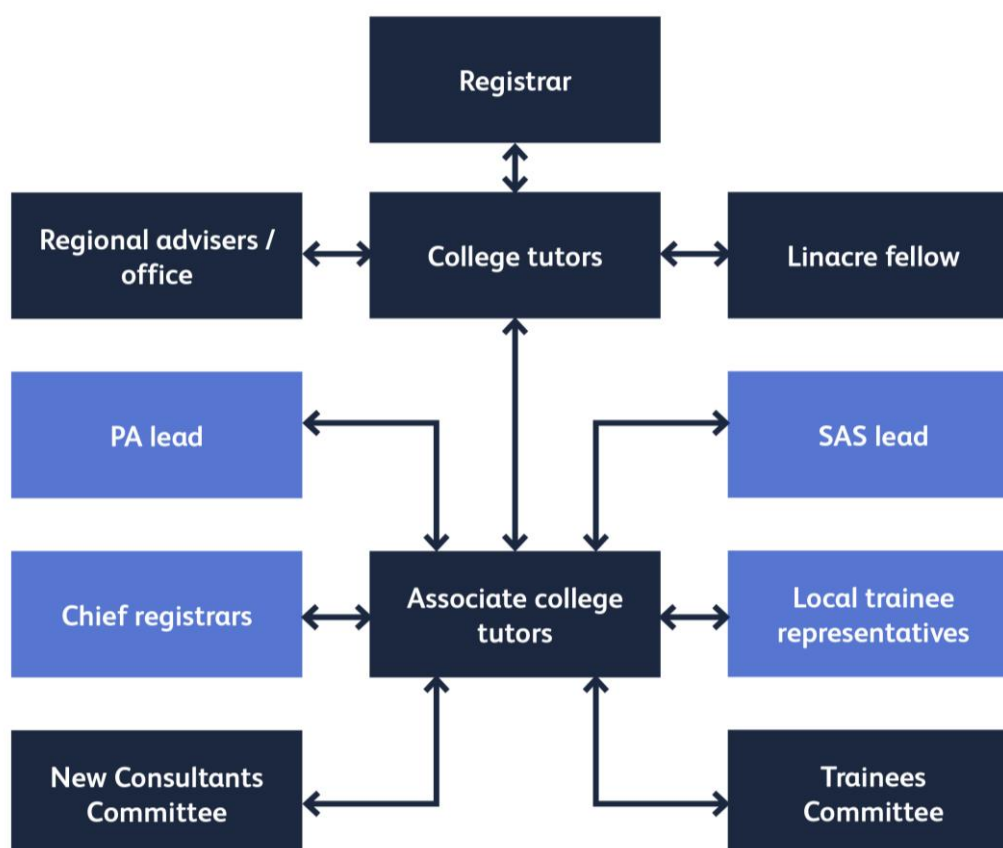 Registrar
Regional advisers /
office
College tutors
Linacre fellow
PA lead
SAS lead
Chief registrars
Associate college
tutors
Local trainee
representatives
New Consultants
Committee
Trainees
Committee